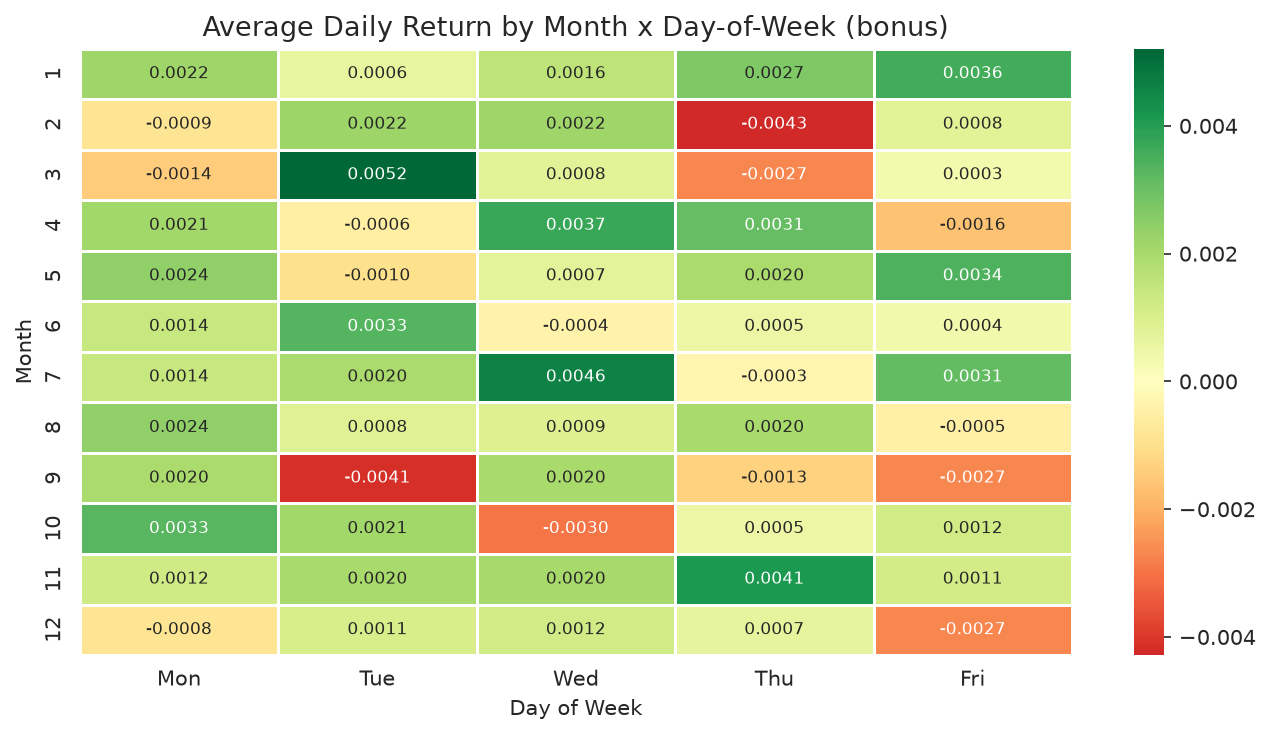 Average Daily Return by Month x Day-of-Week (bonus)
1 0.0022 0.0006 0.0016 0.0027 0.0036
2 -0.0009 0.0022 0.0022 -0.0043 0.0008
3 -0.0014 0.0052 0.0008 -0.0027 0.0003
4 0.0021 -0.0006 0.0037 0.0031 -0.0016
5 0.0024 -0.0010 0.0007 0.0020 0.0034
6 0.0014 0.0033 -0.0004 0.0005 0.0004
7 0.0014 0.0020 0.0046 -0.0003 0.0031
8 0.0024 0.0008 0.0009 0.0020 -0.0005
9 0.0020 -0.0041 0.0020 -0.0013 -0.0027
10 0.0033 0.0021 -0.0030 0.0005 0.0012
11 0.0012 0.0020 0.0020 0.0041 0.0011
12 -0.0008 0.0011 0.0012 0.0007 -0.0027
Mon Tue Wed Thu Fri
Day of Week
Month
0.004
0.002
0.000
−0.002
−0.004